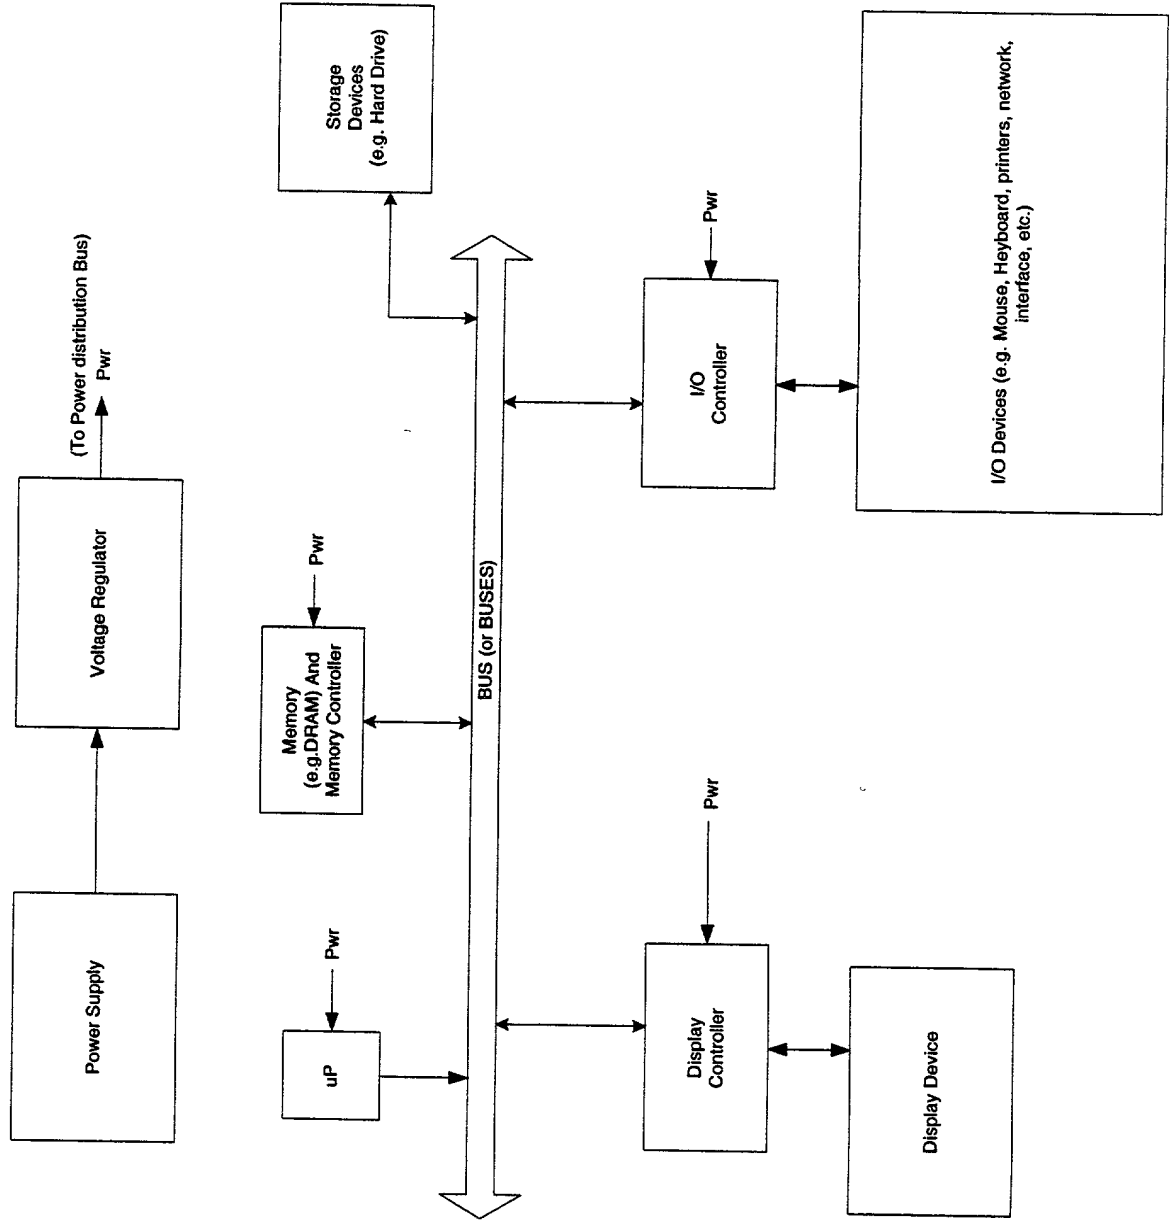 Power Supply
Voltage Regulator
(To Power distribution Bus)
Pwr
uP
Pwr
Memory
(e.g.DRAM) And
Memory Controller
Pwr
Storage
Devices
(e.g. Hard Drive)
BUS (or BUSES)
Display
Controller
Pwr
I/O
Controller
Pwr
Display Device
I/O Devices (e.g. Mouse, Heyboard, printers, network,
interface, etc.)